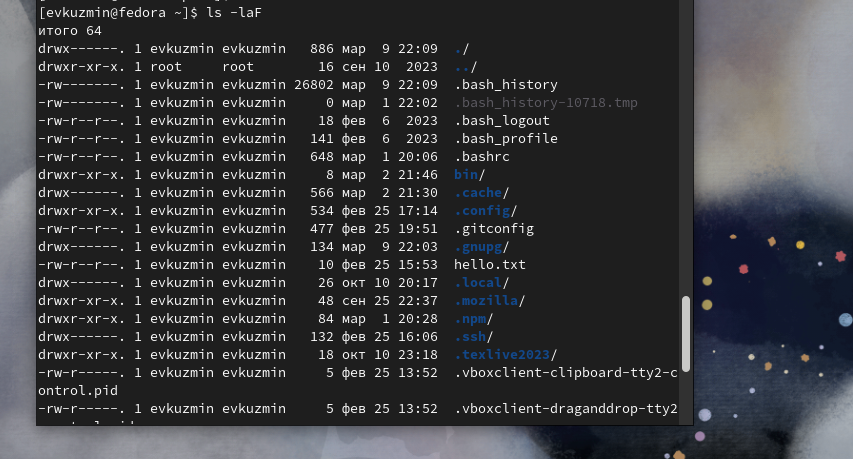 [evkuzmin@fedora ~]$ ls -laF
итого 64
drwx------. 1 evkuzmin evkuzmin   886 мар  9 22:09  ./
drwxr-xr-x. 1 root     root        16 сен 10  2023  ../
-rw-------. 1 evkuzmin evkuzmin 26802 мар  9 22:09  .bash_history
-rw-------. 1 evkuzmin evkuzmin     0 мар  1 22:02  .bash_history-10718.tmp
-rw-r--r--. 1 evkuzmin evkuzmin    18 фев  6  2023  .bash_logout
-rw-r--r--. 1 evkuzmin evkuzmin   141 фев  6  2023  .bash_profile
-rw-r--r--. 1 evkuzmin evkuzmin   648 мар  1 20:06  .bashrc
drwxr-xr-x. 1 evkuzmin evkuzmin     8 мар  2 21:46  bin/
drwx------. 1 evkuzmin evkuzmin   566 мар  2 21:30  .cache/
drwxr-xr-x. 1 evkuzmin evkuzmin   534 фев 25 17:14  .config/
-rw-r--r--. 1 evkuzmin evkuzmin   477 фев 25 19:51  .gitconfig
drwx------. 1 evkuzmin evkuzmin   134 мар  9 22:03  .gnupg/
-rw-r--r--. 1 evkuzmin evkuzmin    10 фев 25 15:53  hello.txt
drwx------. 1 evkuzmin evkuzmin    26 окт 10 20:17  .local/
drwxr-xr-x. 1 evkuzmin evkuzmin    48 сен 25 22:37  .mozilla/
drwxr-xr-x. 1 evkuzmin evkuzmin    84 мар  1 20:28  .npm/
drwx------. 1 evkuzmin evkuzmin   132 фев 25 16:06  .ssh/
drwxr-xr-x. 1 evkuzmin evkuzmin    18 окт 10 23:18  .texlive2023/
-rw-r-----. 1 evkuzmin evkuzmin     5 фев 25 13:52  .vboxclient-clipboard-tty2-c
ontrol.pid
-rw-r-----. 1 evkuzmin evkuzmin     5 фев 25 13:52  .vboxclient-draganddrop-tty2